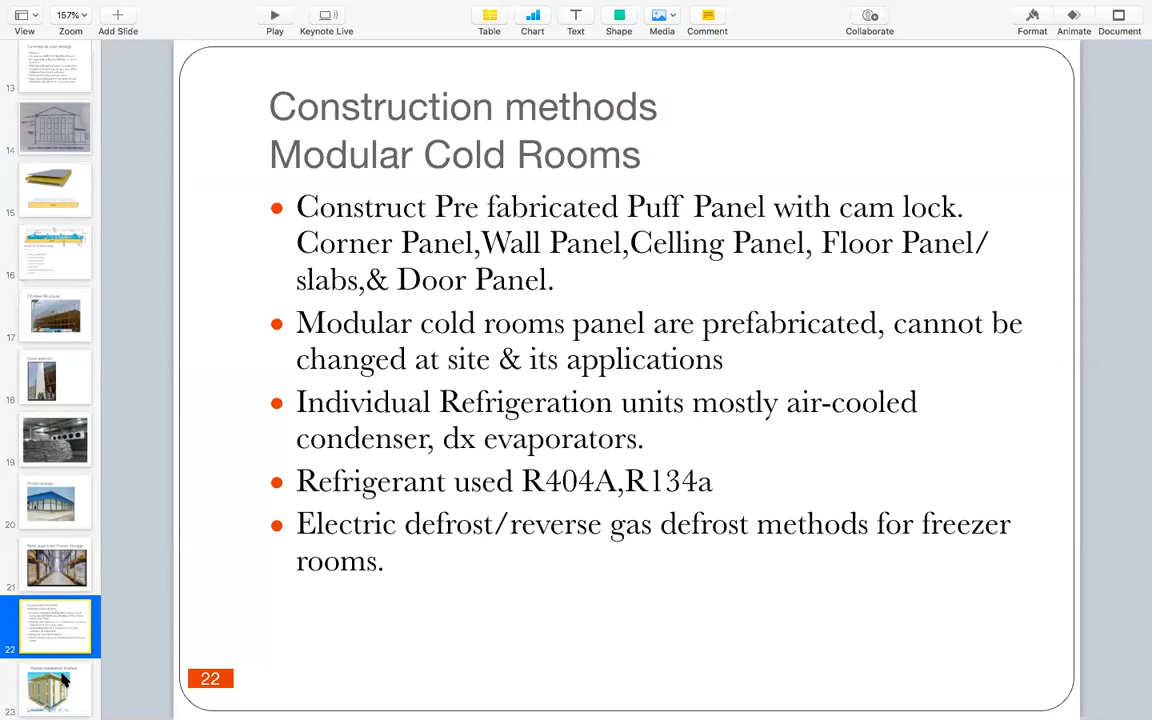 157%
View
Zoom
Add Slide
Play
Keynote Live
Table
Chart
Text
Shape
Media
Comment
Collaborate
Format
Animate
Document
13
14
15
16
17
18
19
20
21
22
23
Construction methods
Modular Cold Rooms
• Construct Pre fabricated Puff Panel with cam lock.
Corner Panel,Wall Panel,Celling Panel, Floor Panel/
slabs,& Door Panel.
• Modular cold rooms panel are prefabricated, cannot be
changed at site & its applications
• Individual Refrigeration units mostly air-cooled
condenser, dx evaporators.
• Refrigerant used R404A,R134a
• Electric defrost/reverse gas defrost methods for freezer
rooms.
22